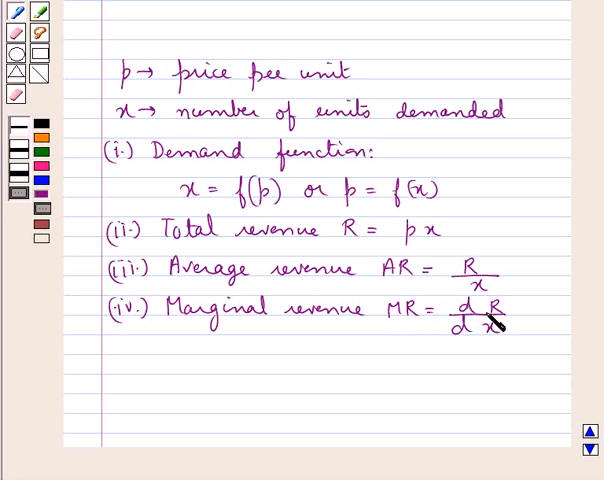 p → price per unit
x → number of units demanded
(i.) Demand function:
x = f(p) or p = f(x)
(ii.) Total revenue R = px
(iii.) Average revenue AR = R/x
(iv.) Marginal revenue MR = dR/dx